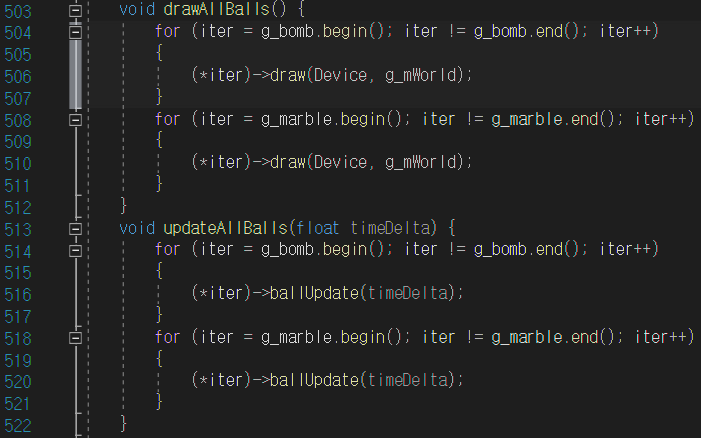 503 void drawAllBalls() {
504 for (iter = g_bomb.begin(); iter != g_bomb.end(); iter++)
505 {
506 (*iter)->draw(Device, g_mWorld);
507 }
508 for (iter = g_marble.begin(); iter != g_marble.end(); iter++)
509 {
510 (*iter)->draw(Device, g_mWorld);
511 }
512 }
513 void updateAllBalls(float timeDelta) {
514 for (iter = g_bomb.begin(); iter != g_bomb.end(); iter++)
515 {
516 (*iter)->ballUpdate(timeDelta);
517 }
518 for (iter = g_marble.begin(); iter != g_marble.end(); iter++)
519 {
520 (*iter)->ballUpdate(timeDelta);
521 }
522 }